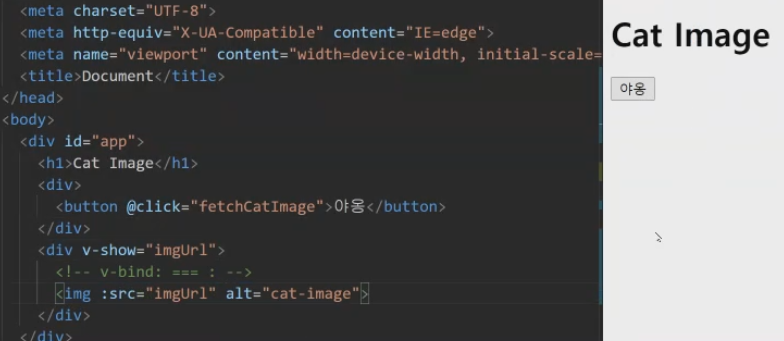 <meta charset="UTF-8">
<meta http-equiv="X-UA-Compatible" content="IE=edge">
<meta name="viewport" content="width=device-width, initial-scale=
<title>Document</title>
</head>
<body>
<div id="app">
<h1>Cat Image</h1>
<div>
<button @click="fetchCatImage">야옹</button>
</div>
<div v-show="imgUrl">
<!-- v-bind: === : -->
<img :src="imgUrl" alt="cat-image">
</div>
</div>
Cat Image
야옹